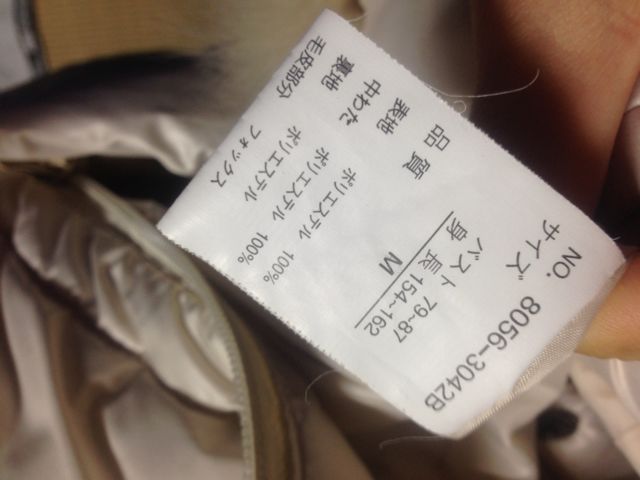 NO. 8056-3042B
サイズ
バスト 79~87
身長 154~162
M
品質
表地 ポリエステル 100%
中わた ポリエステル 100%
裏地 ポリエステル
毛皮部分 フォックス